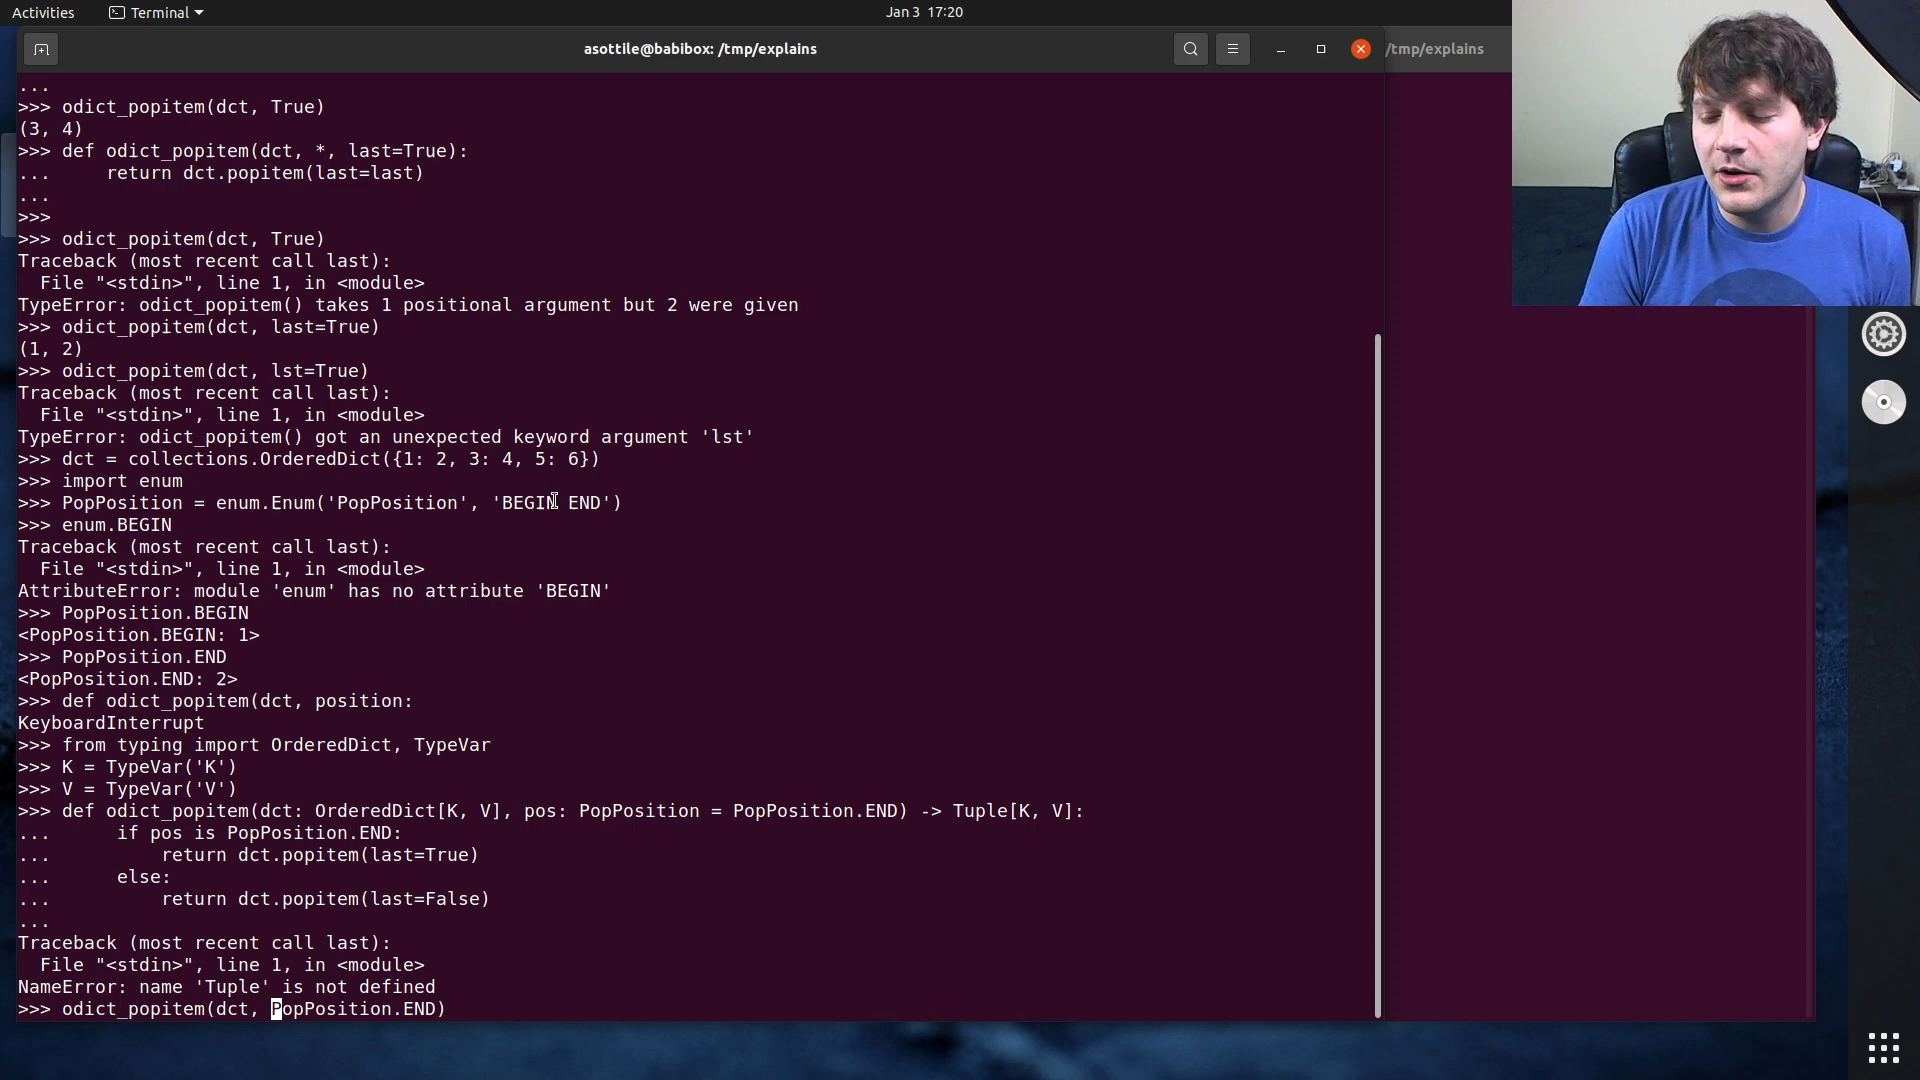 Activities
Terminal
Jan 3 17:20
asottile@babibox: /tmp/explains
/tmp/explains
...
>>> odict_popitem(dct, True)
(3, 4)
>>> def odict_popitem(dct, *, last=True):
...     return dct.popitem(last=last)
...
>>>
>>> odict_popitem(dct, True)
Traceback (most recent call last):
  File "<stdin>", line 1, in <module>
TypeError: odict_popitem() takes 1 positional argument but 2 were given
>>> odict_popitem(dct, last=True)
(1, 2)
>>> odict_popitem(dct, lst=True)
Traceback (most recent call last):
  File "<stdin>", line 1, in <module>
TypeError: odict_popitem() got an unexpected keyword argument 'lst'
>>> dct = collections.OrderedDict({1: 2, 3: 4, 5: 6})
>>> import enum
>>> PopPosition = enum.Enum('PopPosition', 'BEGIN END')
>>> enum.BEGIN
Traceback (most recent call last):
  File "<stdin>", line 1, in <module>
AttributeError: module 'enum' has no attribute 'BEGIN'
>>> PopPosition.BEGIN
<PopPosition.BEGIN: 1>
>>> PopPosition.END
<PopPosition.END: 2>
>>> def odict_popitem(dct, position:
KeyboardInterrupt
>>> from typing import OrderedDict, TypeVar
>>> K = TypeVar('K')
>>> V = TypeVar('V')
>>> def odict_popitem(dct: OrderedDict[K, V], pos: PopPosition = PopPosition.END) -> Tuple[K, V]:
...      if pos is PopPosition.END:
...          return dct.popitem(last=True)
...      else:
...          return dct.popitem(last=False)
...
Traceback (most recent call last):
  File "<stdin>", line 1, in <module>
NameError: name 'Tuple' is not defined
>>> odict_popitem(dct, PopPosition.END)